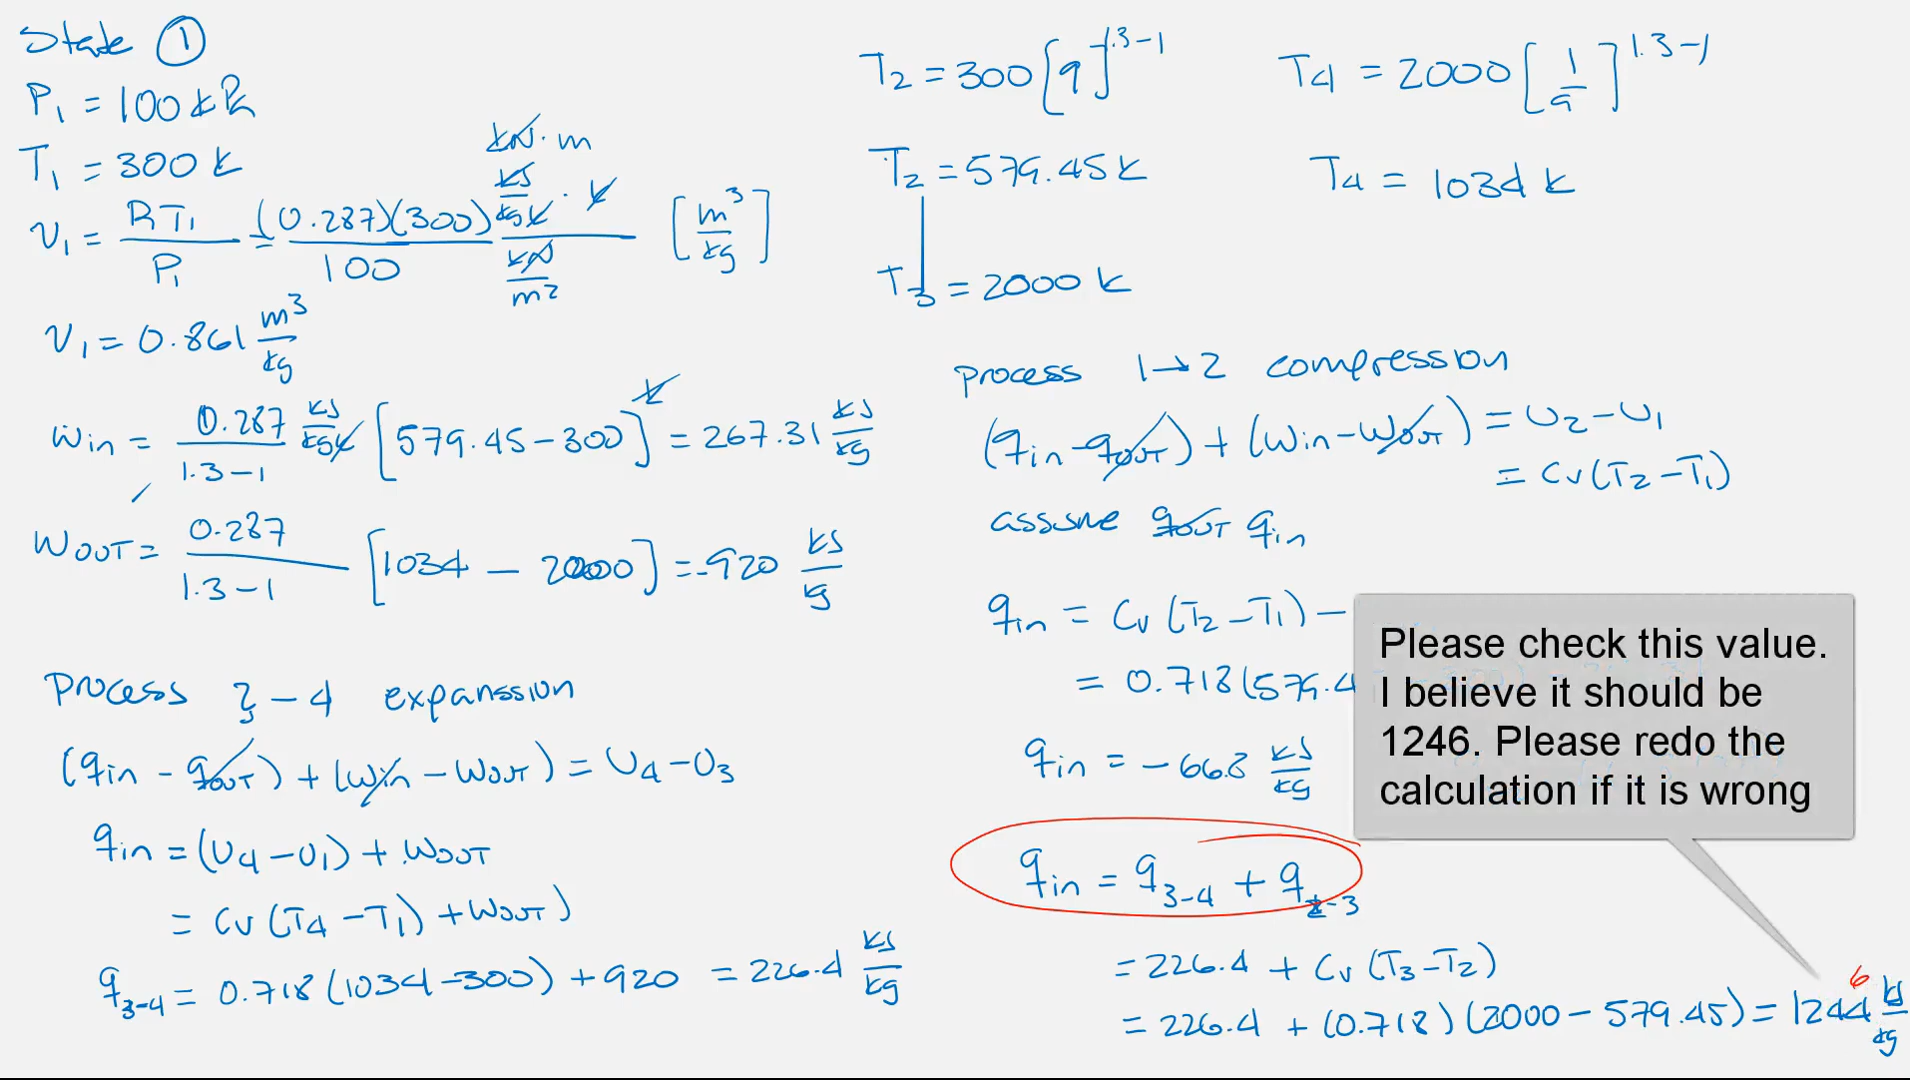 State ①
P1 = 100 kPa
T1 = 300 K
v1 = RT1/P1 = (0.287)(300)/100 kN·m kJ/kgK · K / kN/m² [m³/kg]
v1 = 0.861 m³/kg
win = 0.287/1.3-1 kJ/kgK [579.45-300] K = 267.31 kJ/kg
wOUT = 0.287/1.3-1 [1034 - 2000] = -920 kJ/kg
Process 3-4 expanssion
(qin - qOUT) + (win - wOUT) = U4 - U3
qin = (U4-U1) + wOUT
= Cv(T4-T1) + wOUT)
q3-4 = 0.718(1034-300) + 920 = 226.4 kJ/kg
T2 = 300 [9]^1.3-1
T2 = 579.45 K
T3 = 2000 K
T4 = 2000 [1/9]^1.3-1
T4 = 1034 K
process 1→2 compression
(qin - qOUT) + (win - wOUT) = U2 - U1
= Cv(T2-T1)
assume qOUT qin
qin = Cv(T2-T1) -
= 0.718(579.4
qin = -66.8 kJ/kg
qin = q3-4 + q2-3
= 226.4 + Cv(T3-T2)
= 226.4 + (0.718)(2000 - 579.45) = 1244 kJ/kg
6
Please check this value.
I believe it should be
1246. Please redo the
calculation if it is wrong